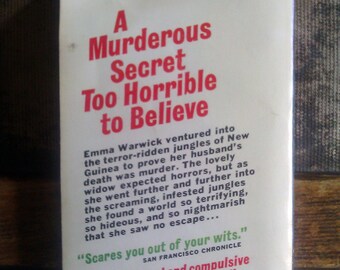 A
Murderous
Secret
Too Horrible
to Believe
Emma Warwick ventured into
the terror-ridden jungles of New
Guinea to prove her husband's
death was murder. The lovely
widow expected horrors, but as
she went further and further into
the screaming, infested jungles
she found a world so terrifying,
so hideous, and so nightmarish
that she saw no escape...
"Scares you out of your wits."
SAN FRANCISCO CHRONICLE
and compulsive